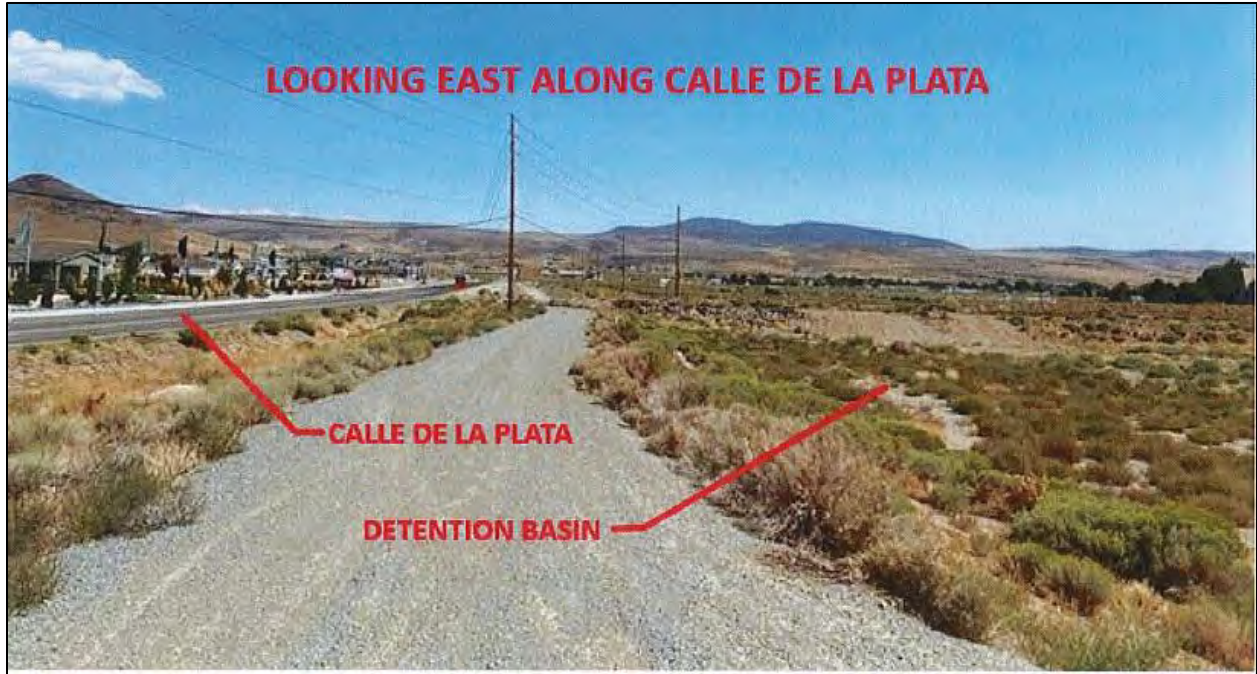 LOOKING EAST ALONG CALLE DE LA PLATA
CALLE DE LA PLATA
DETENTION BASIN